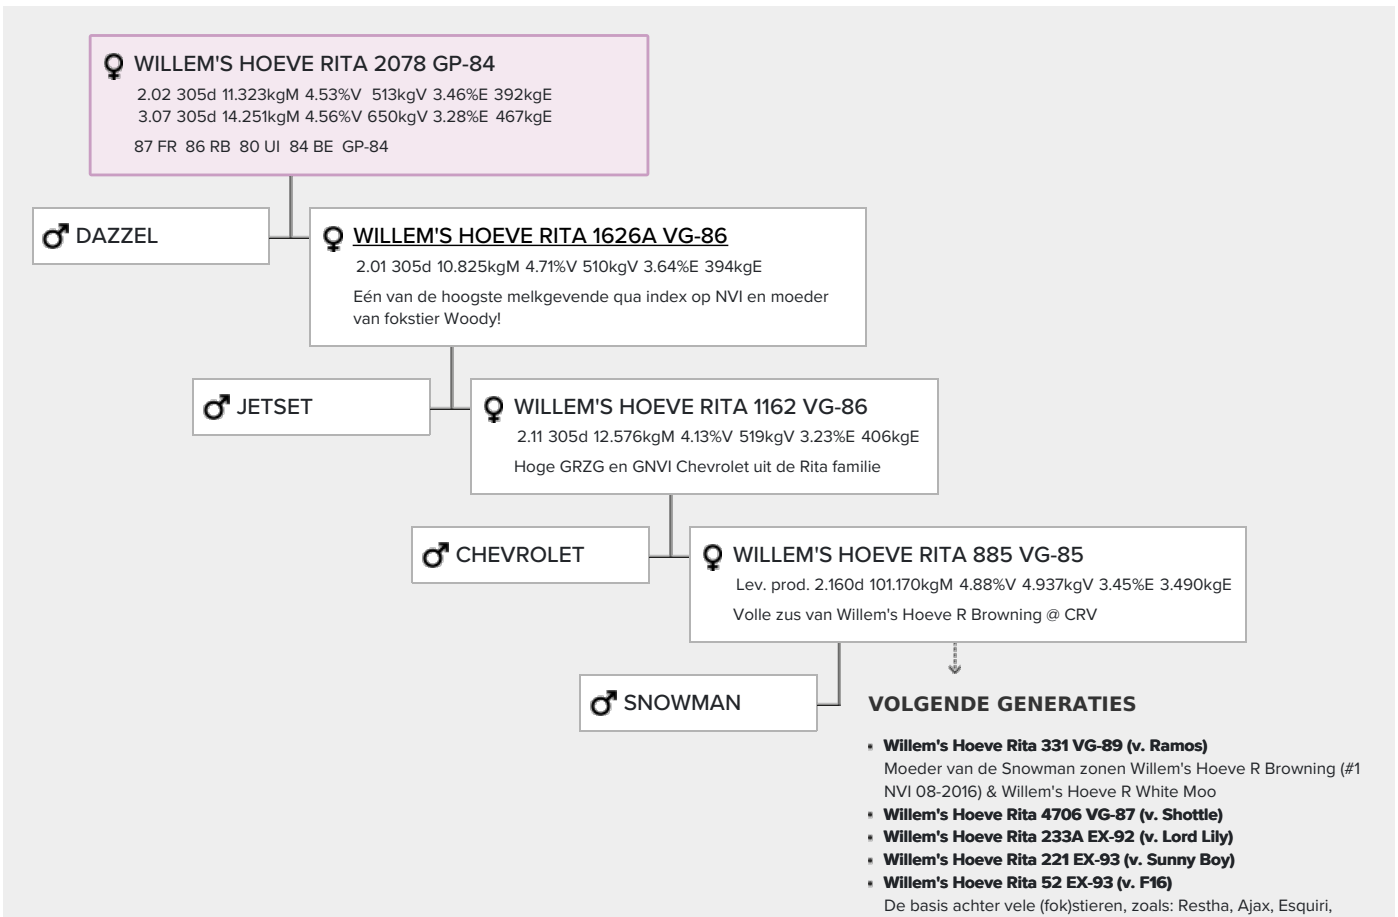 WILLEM'S HOEVE RITA 2078 GP-84
2.02 305d 11.323kgM 4.53%V 513kgV 3.46%E 392kgE
3.07 305d 14.251kgM 4.56%V 650kgV 3.28%E 467kgE
87 FR 86 RB 80 UI 84 BE GP-84
DAZZEL
WILLEM'S HOEVE RITA 1626A VG-86
2.01 305d 10.825kgM 4.71%V 510kgV 3.64%E 394kgE
Eén van de hoogste melkgevende qua index op NVI en moeder
van fokstier Woody!
JETSET
WILLEM'S HOEVE RITA 1162 VG-86
2.11 305d 12.576kgM 4.13%V 519kgV 3.23%E 406kgE
Hoge GRZG en GNVI Chevrolet uit de Rita familie
CHEVROLET
WILLEM'S HOEVE RITA 885 VG-85
Lev. prod. 2.160d 101.170kgM 4.88%V 4.937kgV 3.45%E 3.490kgE
Volle zus van Willem's Hoeve R Browning @ CRV
SNOWMAN
VOLGENDE GENERATIES
Willem's Hoeve Rita 331 VG-89 (v. Ramos)
Moeder van de Snowman zonen Willem's Hoeve R Browning (#1
NVI 08-2016) & Willem's Hoeve R White Moo
Willem's Hoeve Rita 4706 VG-87 (v. Shottle)
Willem's Hoeve Rita 233A EX-92 (v. Lord Lily)
Willem's Hoeve Rita 221 EX-93 (v. Sunny Boy)
Willem's Hoeve Rita 52 EX-93 (v. F16)
De basis achter vele (fok)stieren, zoals: Restha, Ajax, Esquiri,